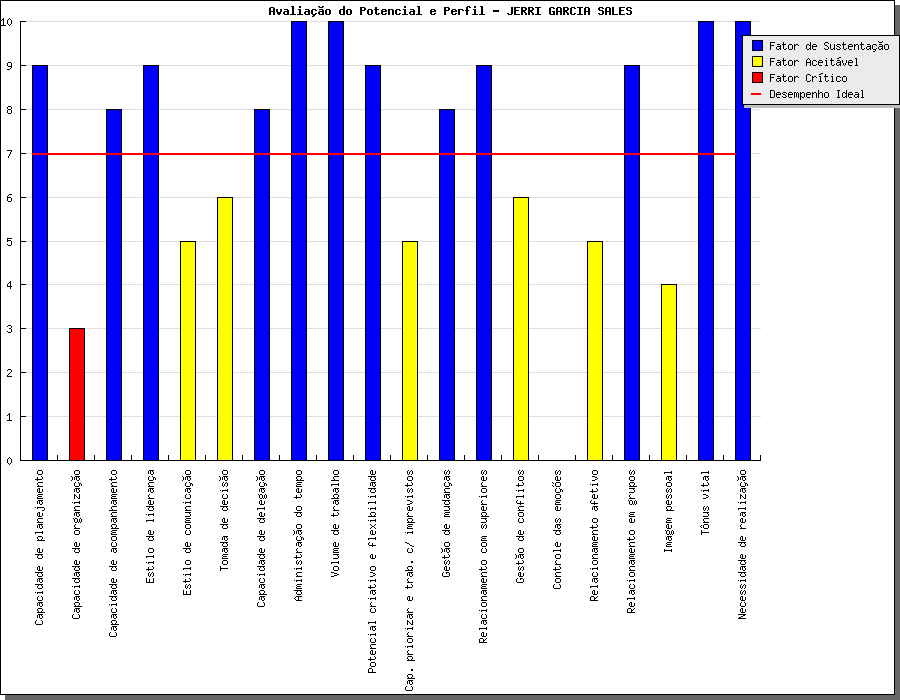 Avaliação do Potencial e Perfil - JERRI GARCIA SALES
10
9
8
7
6
5
4
3
2
1
0
Fator de Sustentação
Fator Aceitável
Fator Crítico
Desempenho Ideal
Capacidade de planejamento
Capacidade de organização
Capacidade de acompanhamento
Estilo de liderança
Estilo de comunicação
Tomada de decisão
Capacidade de delegação
Administração do tempo
Volume de trabalho
Potencial criativo e flexibilidade
Cap. priorizar e trab. c/ imprevistos
Gestão de mudanças
Relacionamento com superiores
Gestão de conflitos
Controle das emoções
Relacionamento afetivo
Relacionamento em grupos
Imagem pessoal
Tônus vital
Necessidade de realização